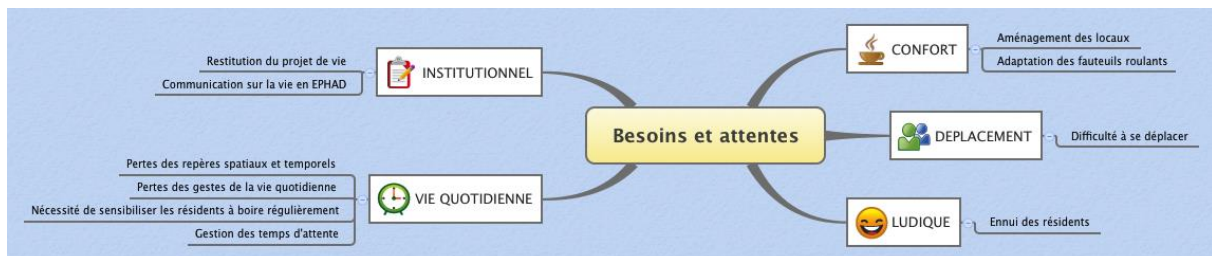 Besoins et attentes
INSTITUTIONNEL
Restitution du projet de vie
Communication sur la vie en EPHAD
VIE QUOTIDIENNE
Pertes des repères spatiaux et temporels
Pertes des gestes de la vie quotidienne
Nécessité de sensibiliser les résidents à boire régulièrement
Gestion des temps d'attente
CONFORT
Aménagement des locaux
Adaptation des fauteuils roulants
DEPLACEMENT
Difficulté à se déplacer
LUDIQUE
Ennui des résidents